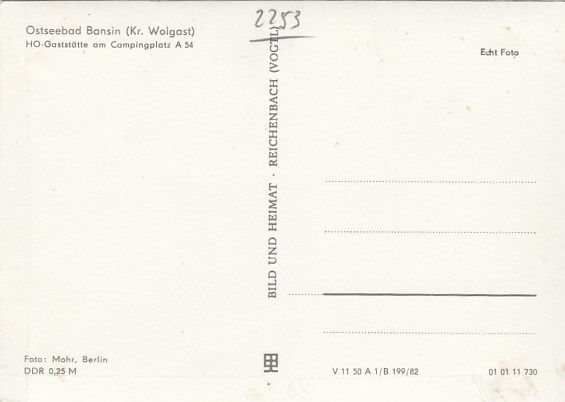 2253
Ostseebad Bansin (Kr. Wolgast)
HO-Gaststätte am Campingplatz A 54
Echt Foto
BILD UND HEIMAT · REICHENBACH (VOGTL)
Foto: Mohr, Berlin
DDR 0,25 M
V 11 50 A 1/B 199/82
01 01 11 730